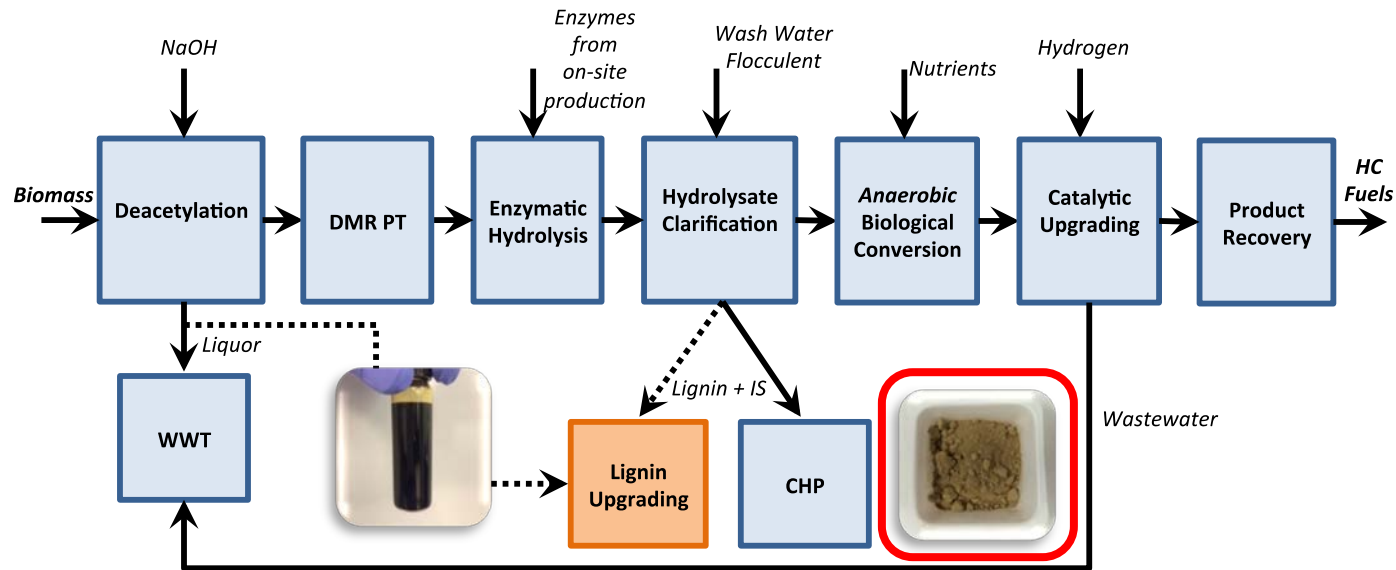 NaOH
Enzymes
from
on-site
production
Wash Water
Flocculent
Nutrients
Hydrogen
Biomass
Deacetylation
DMR PT
Enzymatic
Hydrolysis
Hydrolysate
Clarification
Anaerobic
Biological
Conversion
Catalytic
Upgrading
Product
Recovery
HC
Fuels
Liquor
Lignin + IS
Wastewater
WWT
Lignin
Upgrading
CHP